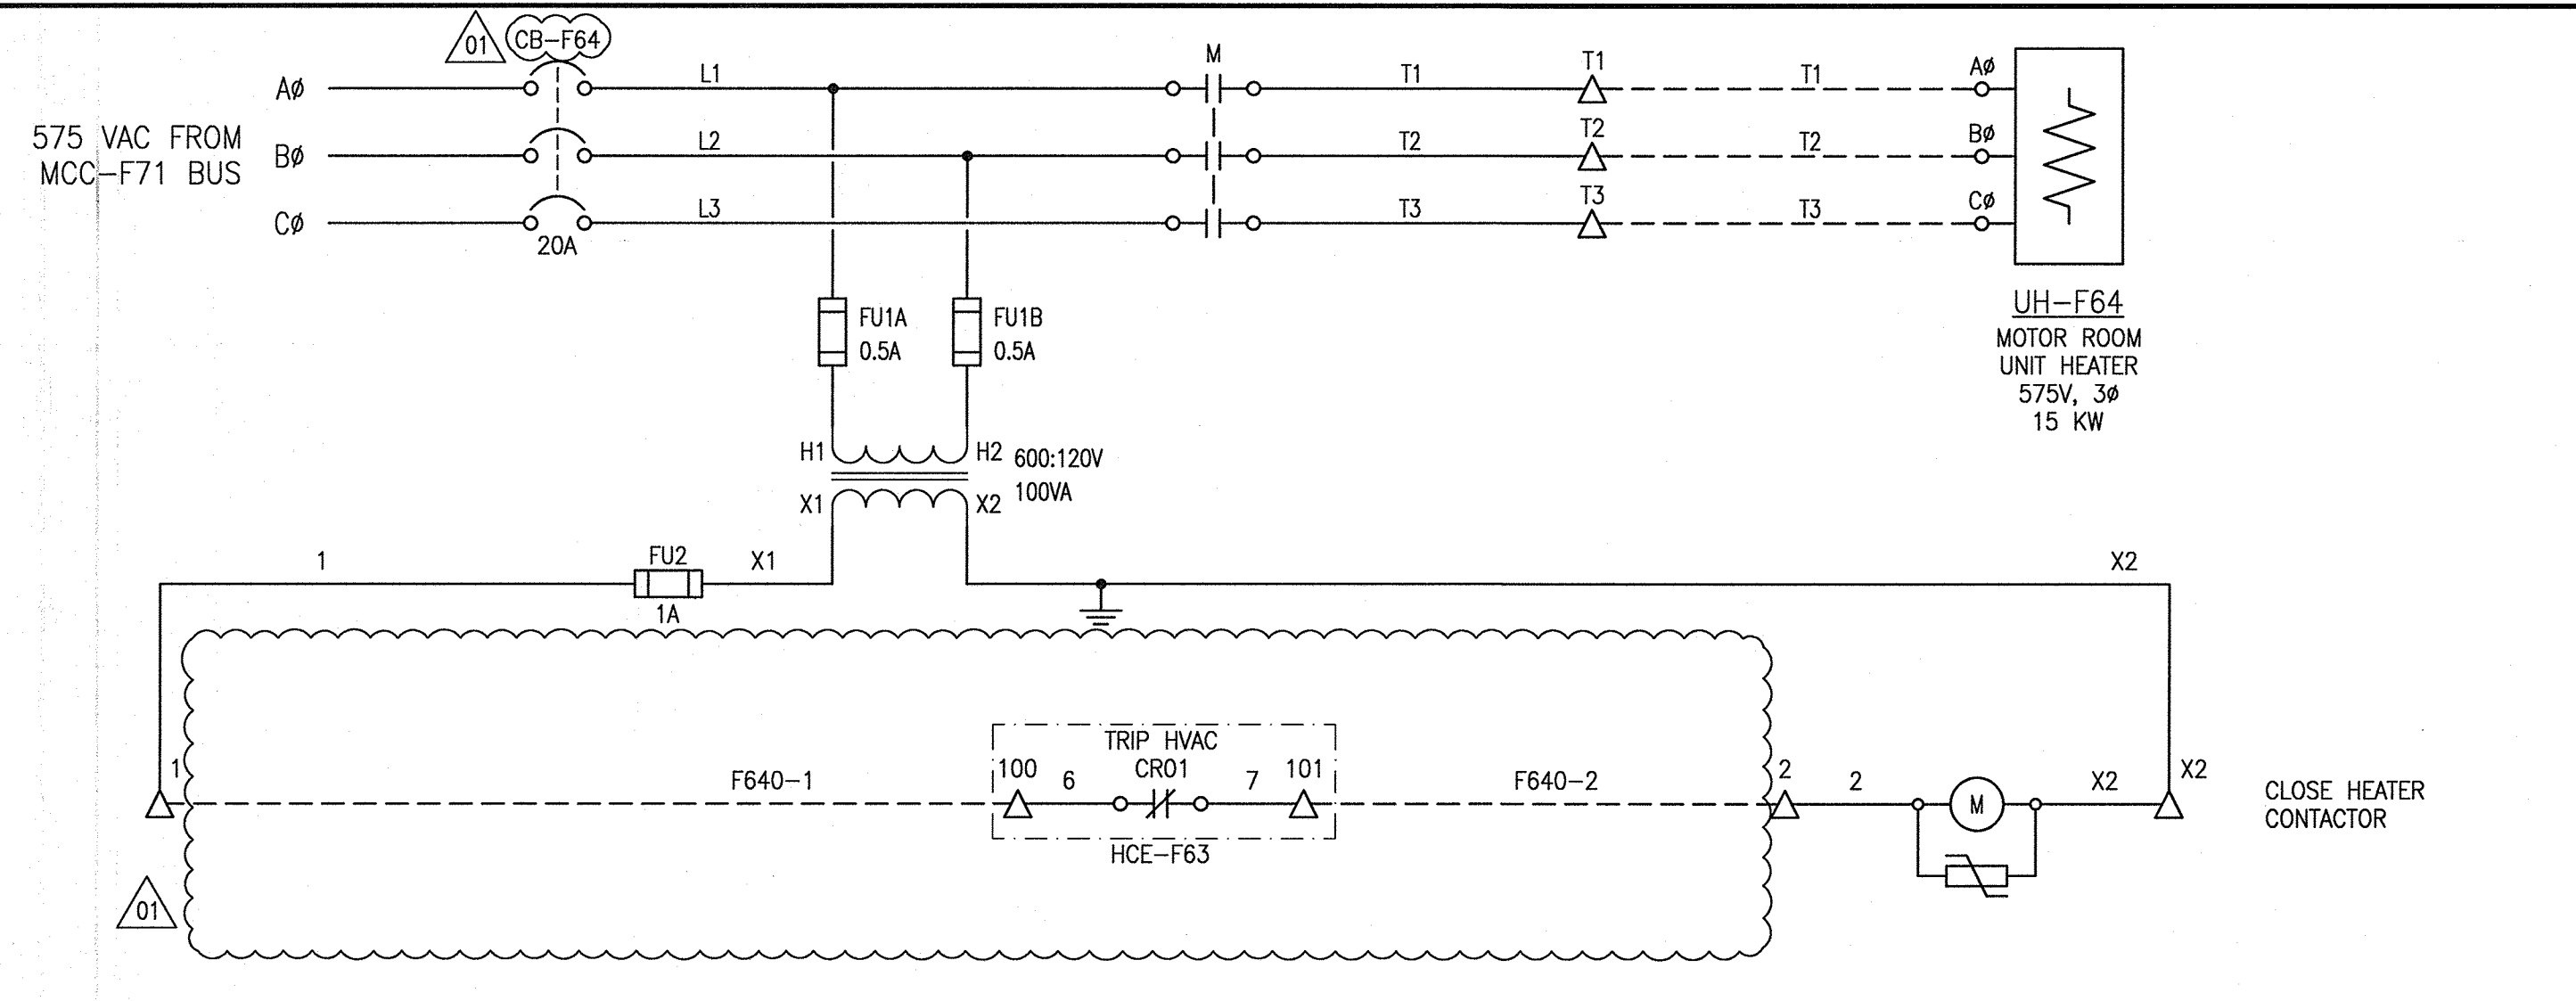 01 CB-F64
AØ L1 M T1 T1 T1 AØ
575 VAC FROM
MCC-F71 BUS
BØ L2 T2 T2 T2 BØ
CØ L3 T3 T3 T3 CØ
20A
FU1A
0.5A
FU1B
0.5A
UH-F64
MOTOR ROOM
UNIT HEATER
575V, 3Ø
15 KW
H1 H2 600:120V
X1 X2 100VA
1 FU2 X1 X2
1A
TRIP HVAC
1 F640-1 100 6 CR01 7 101 F640-2 2 2 M X2 X2
HCE-F63
CLOSE HEATER
CONTACTOR
01